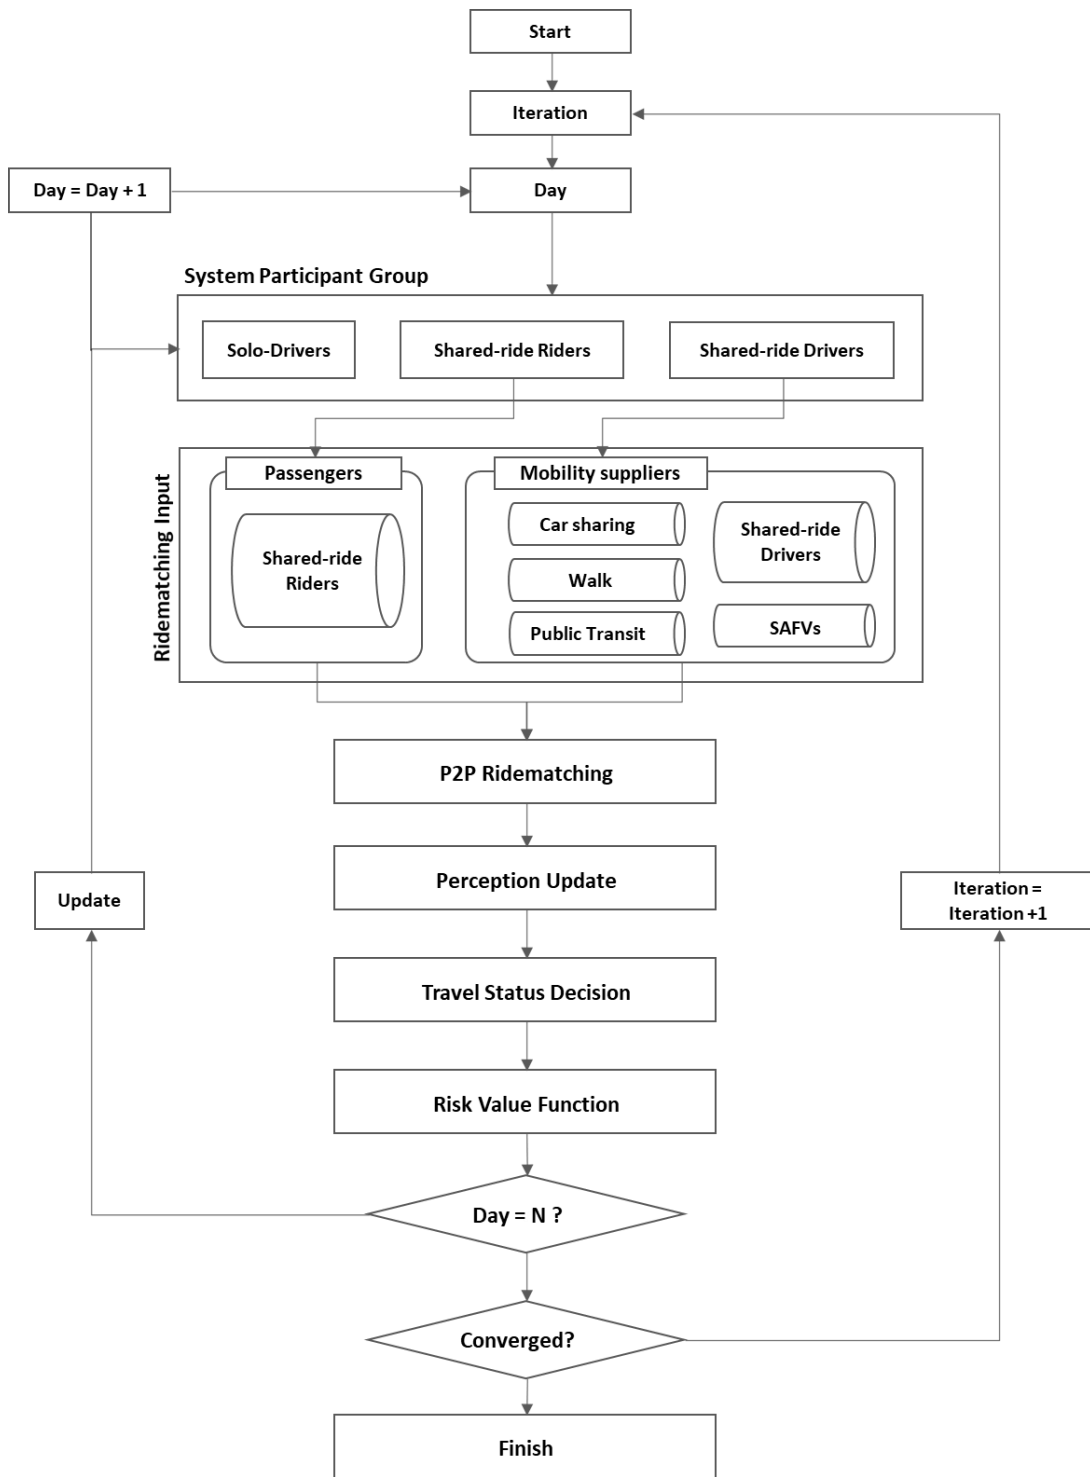 Start
Iteration
Day = Day + 1
Day
System Participant Group
Solo-Drivers
Shared-ride Riders
Shared-ride Drivers
Ridematching Input
Passengers
Shared-ride
Riders
Mobility suppliers
Car sharing
Walk
Public Transit
Shared-ride
Drivers
SAFVs
P2P Ridematching
Perception Update
Update
Iteration =
Iteration +1
Travel Status Decision
Risk Value Function
Day = N ?
Converged?
Finish